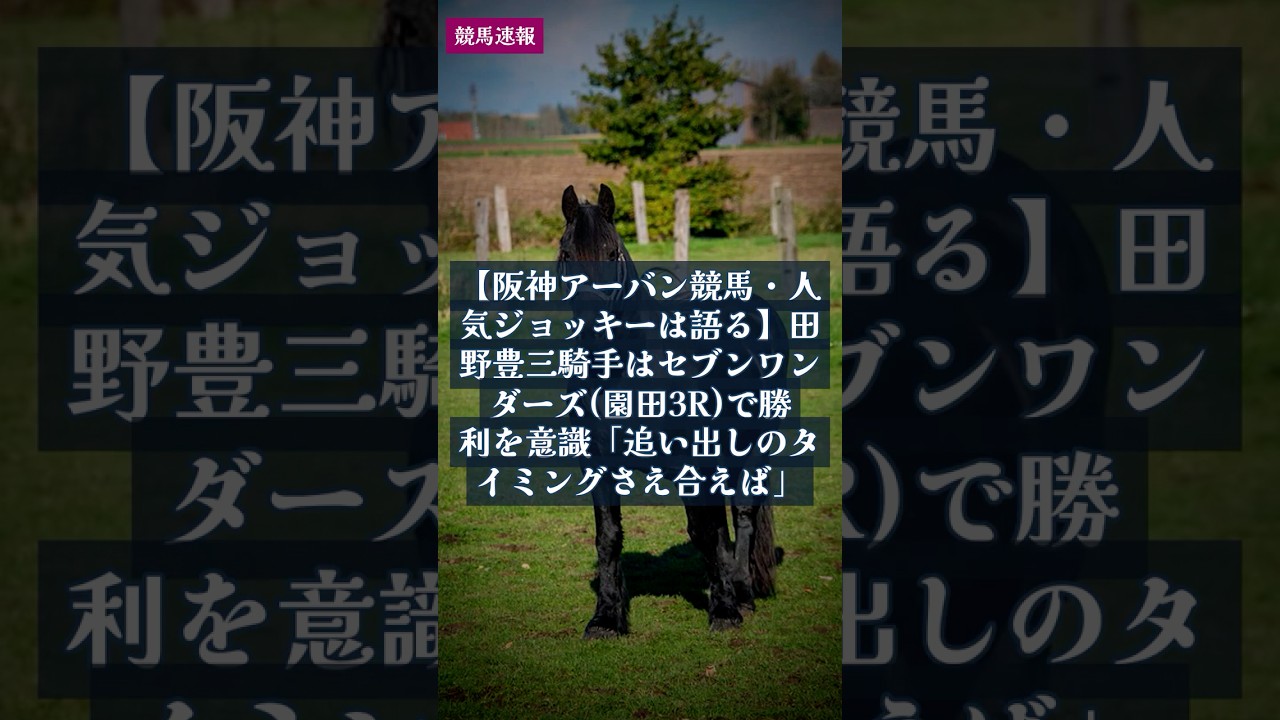 競馬速報
【阪神アーバン競馬・人
気ジョッキーは語る】田
野豊三騎手はセブンワン
ダーズ(園田3R)で勝
利を意識「追い出しのタ
イミングさえ合えば」